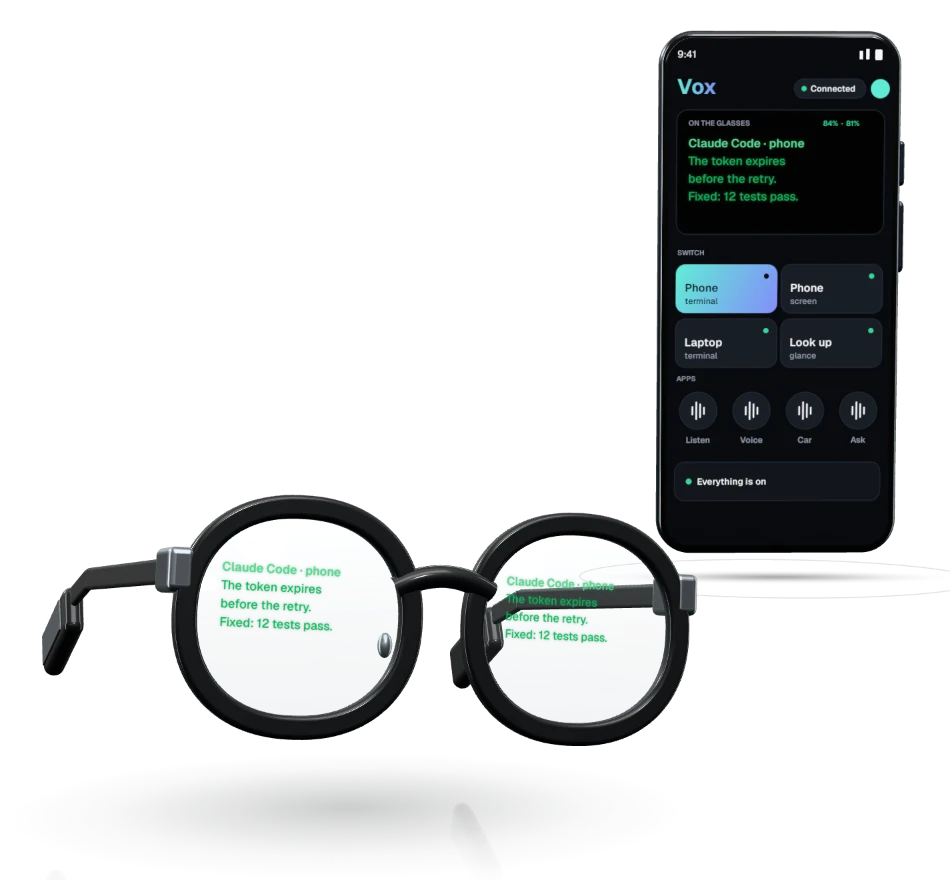 9:41
Vox
Connected
ON THE GLASSES
84% - 81%
Claude Code · phone
The token expires
before the retry.
Fixed: 12 tests pass.
SWITCH
Phone
terminal
Phone
screen
Laptop
terminal
Look up
glance
APPS
Listen
Voice
Car
Ask
Everything is on
Claude Code · phone
The token expires
before the retry.
Fixed: 12 tests pass.
Claude Code · phone
The token expires
before the retry.
Fixed: 12 tests pass.